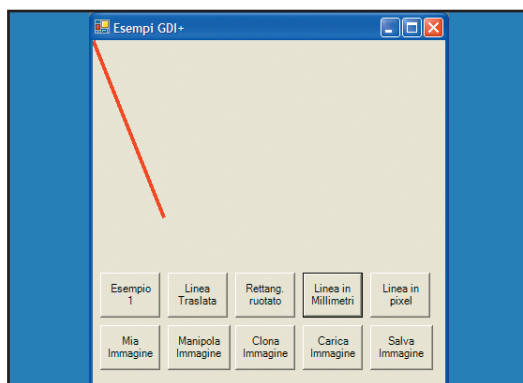 Esempi GDI+
Esempio
1
Linea
Traslata
Rettang.
ruotato
Linea in
Millimetri
Linea in
pixel
Mia
Immagine
Manipola
Immagine
Clona
Immagine
Carica
Immagine
Salva
Immagine